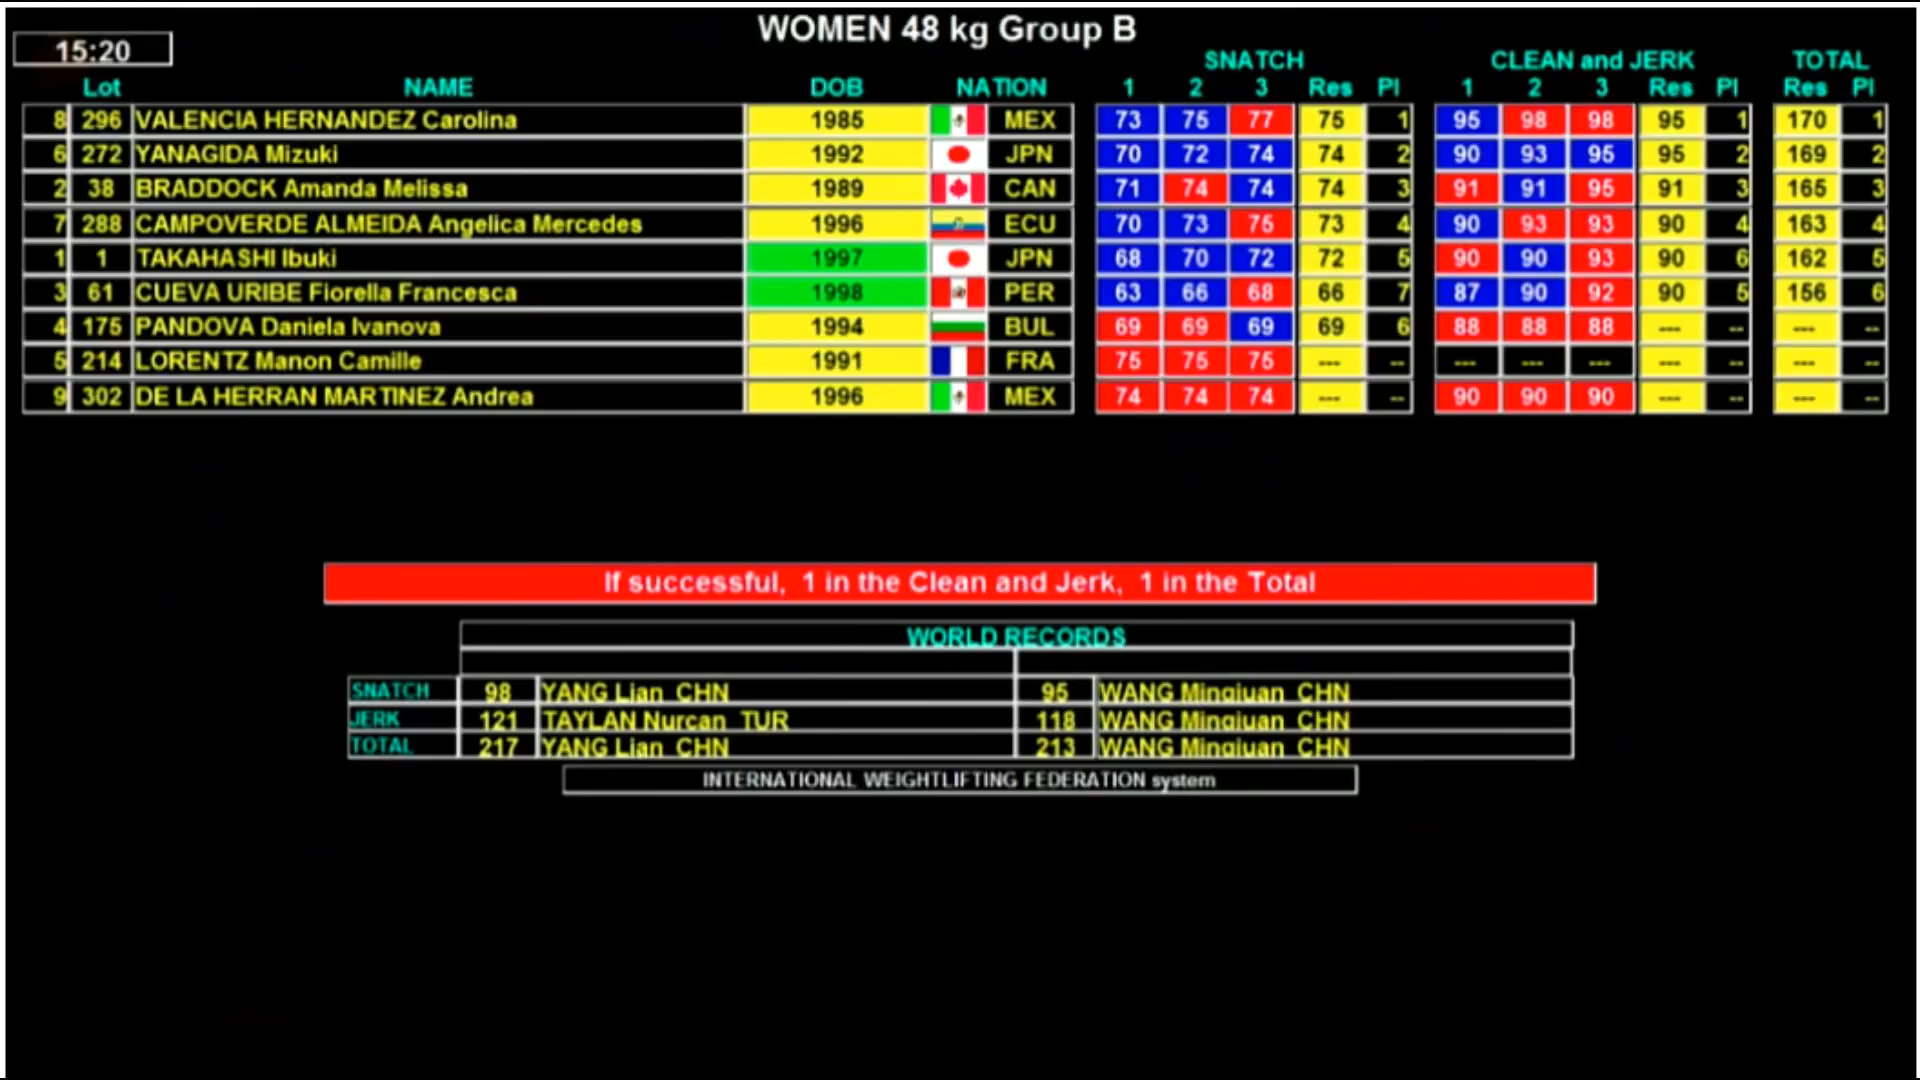 WOMEN 48 kg Group B
15:20
SNATCH CLEAN and JERK TOTAL
Lot NAME DOB NATION 1 2 3 Res Pl 1 2 3 Res Pl Res Pl
8 296 VALENCIA HERNANDEZ Carolina 1985 MEX 73 75 77 75 1 95 98 98 95 1 170 1
6 272 YANAGIDA Mizuki 1992 JPN 70 72 74 74 2 90 93 95 95 2 169 2
2 38 BRADDOCK Amanda Melissa 1989 CAN 71 74 74 74 3 91 91 95 91 3 165 3
7 288 CAMPOVERDE ALMEIDA Angelica Mercedes 1996 ECU 70 73 75 73 4 90 93 93 90 4 163 4
1 1 TAKAHASHI Ibuki 1997 JPN 68 70 72 72 5 90 90 93 90 6 162 5
3 61 CUEVA URIBE Fiorella Francesca 1998 PER 63 66 68 66 7 87 90 92 90 5 156 6
4 175 PANDOVA Daniela Ivanova 1994 BUL 69 69 69 69 6 88 88 88 --- -- --- --
5 214 LORENTZ Manon Camille 1991 FRA 75 75 75 --- -- --- --- --- --- -- --- --
9 302 DE LA HERRAN MARTINEZ Andrea 1996 MEX 74 74 74 --- -- 90 90 90 --- -- --- --
If successful, 1 in the Clean and Jerk, 1 in the Total
WORLD RECORDS
SNATCH 98 YANG Lian CHN 95 WANG Mingjuan CHN
JERK 121 TAYLAN Nurcan TUR 118 WANG Mingjuan CHN
TOTAL 217 YANG Lian CHN 213 WANG Mingjuan CHN
INTERNATIONAL WEIGHTLIFTING FEDERATION system